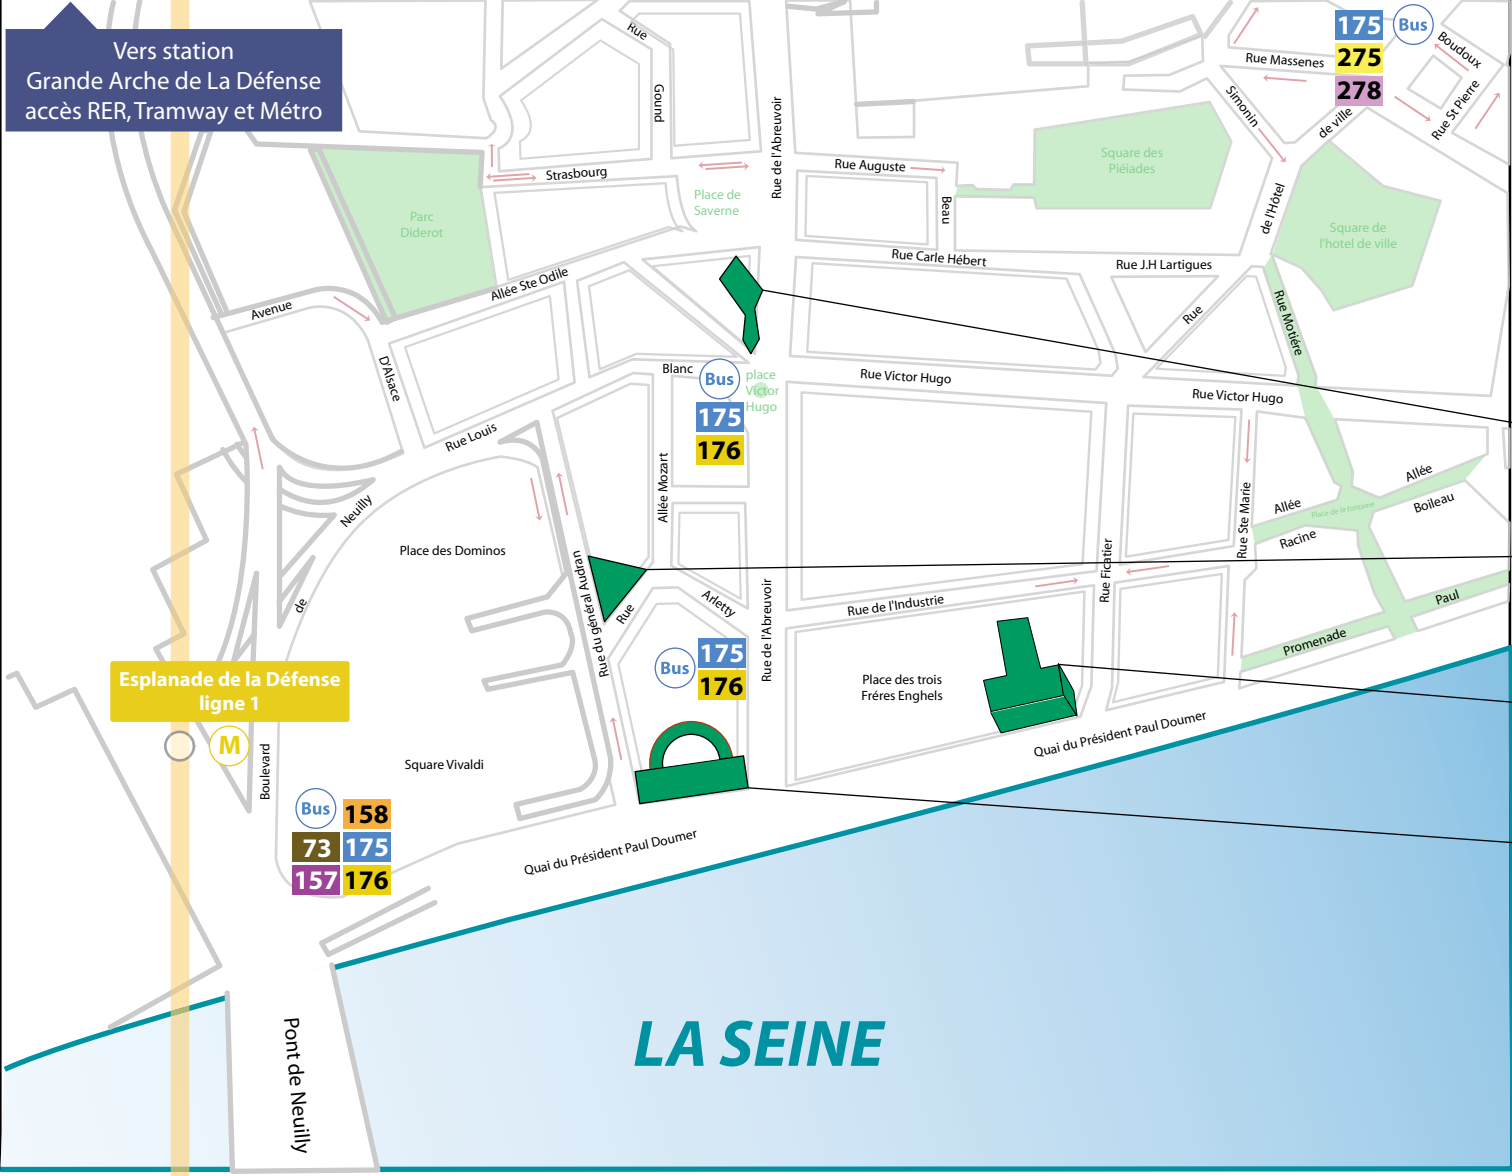 Vers station
Grande Arche de La Défense
accès RER, Tramway et Métro
Rue
Gound
Rue de l'Abreuvoir
175
Bus
275
278
Boudoux
Rue Massenes
Simonin
de ville
Rue St Pierre
Strasbourg
Place de
Saverne
Rue Auguste
Beau
Square des
Piéiades
de l'Hôtel
Square de
l'hotel de ville
Parc
Diderot
Allée Ste Odile
Rue Carle Hébert
Rue J.H Lartigues
Rue
Rue Motiére
Avenue
D'Alsace
Blanc
Bus
175
176
place
Victor
Hugo
Rue Victor Hugo
Rue Victor Hugo
Rue Louis
Allée Mozart
Neuilly
de
Boulevard
Place des Dominos
Rue du général Audran
Rue
Arletty
Rue de l'Abreuvoir
Rue de l'Industrie
Rue Ficatier
Rue Ste Marie
Allée
Racine
Place de la fontaine
Allée
Boileau
Paul
Promenade
Bus
175
176
Place des trois
Fréres Enghels
Esplanade de la Défense
ligne 1
M
Square Vivaldi
Bus
158
73
175
157
176
Quai du Président Paul Doumer
Quai du Président Paul Doumer
LA SEINE
Pont de Neuilly